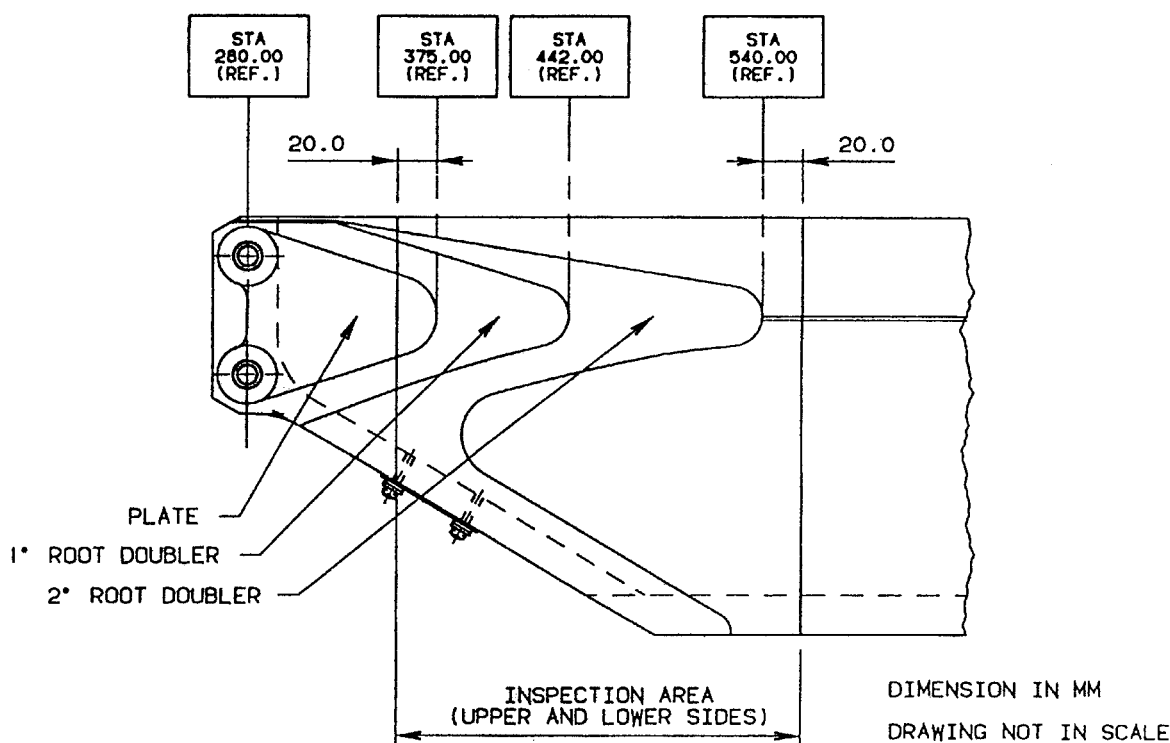 STA
280.00
(REF.)
STA
375.00
(REF.)
STA
442.00
(REF.)
STA
540.00
(REF.)
20.0
20.0
PLATE
1° ROOT DOUBLER
2° ROOT DOUBLER
INSPECTION AREA
(UPPER AND LOWER SIDES)
DIMENSION IN MM
DRAWING NOT IN SCALE